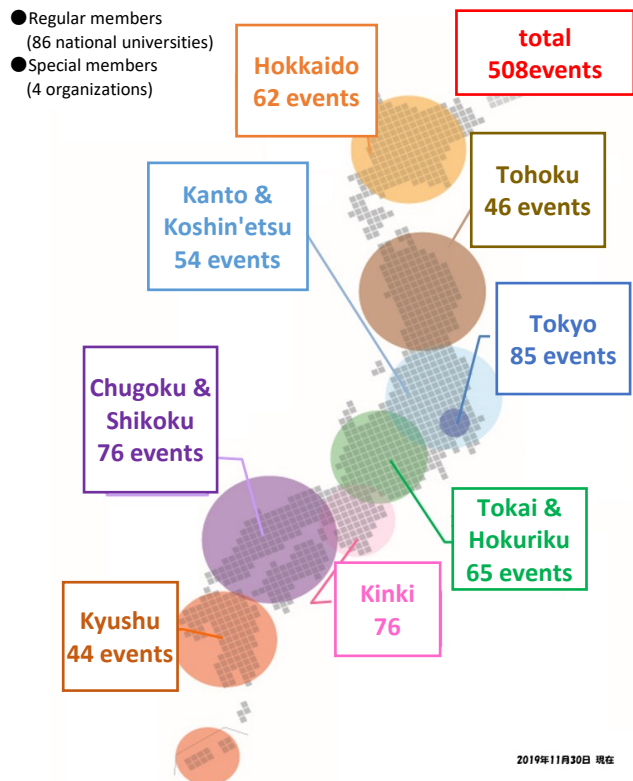 ●Regular members
(86 national universities)
●Special members
(4 organizations)
total
508events
Hokkaido
62 events
Tohoku
46 events
Kanto &
Koshin'etsu
54 events
Tokyo
85 events
Chugoku &
Shikoku
76 events
Tokai &
Hokuriku
65 events
Kinki
76
Kyushu
44 events
2019年11月30日 現在